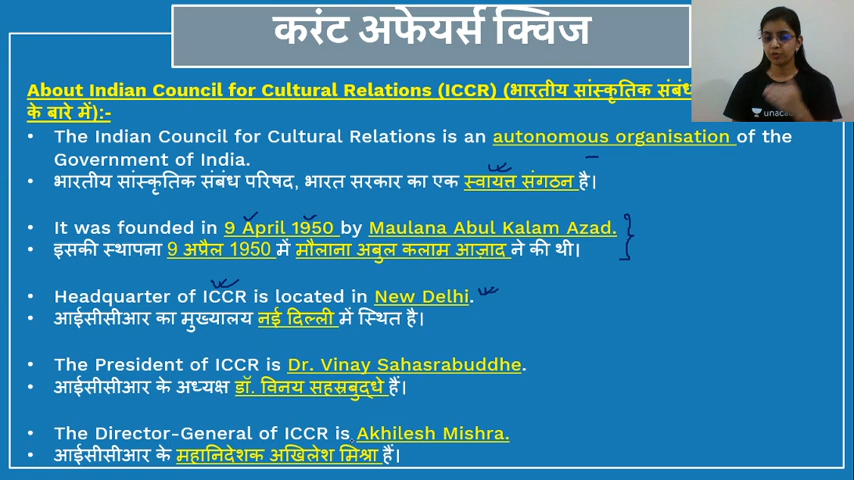 करंट अफेयर्स क्विज
About Indian Council for Cultural Relations (ICCR) (भारतीय सांस्कृतिक संबंध
के बारे में):-
• The Indian Council for Cultural Relations is an autonomous organisation of the
Government of India.
• भारतीय सांस्कृतिक संबंध परिषद, भारत सरकार का एक स्वायत्त संगठन है।
• It was founded in 9 April 1950 by Maulana Abul Kalam Azad.
• इसकी स्थापना 9 अप्रैल 1950 में मौलाना अबुल कलाम आज़ाद ने की थी।
• Headquarter of ICCR is located in New Delhi.
• आईसीसीआर का मुख्यालय नई दिल्ली में स्थित है।
• The President of ICCR is Dr. Vinay Sahasrabuddhe.
• आईसीसीआर के अध्यक्ष डॉ. विनय सहस्रबुद्धे हैं।
• The Director-General of ICCR is Akhilesh Mishra.
• आईसीसीआर के महानिदेशक अखिलेश मिश्रा हैं।